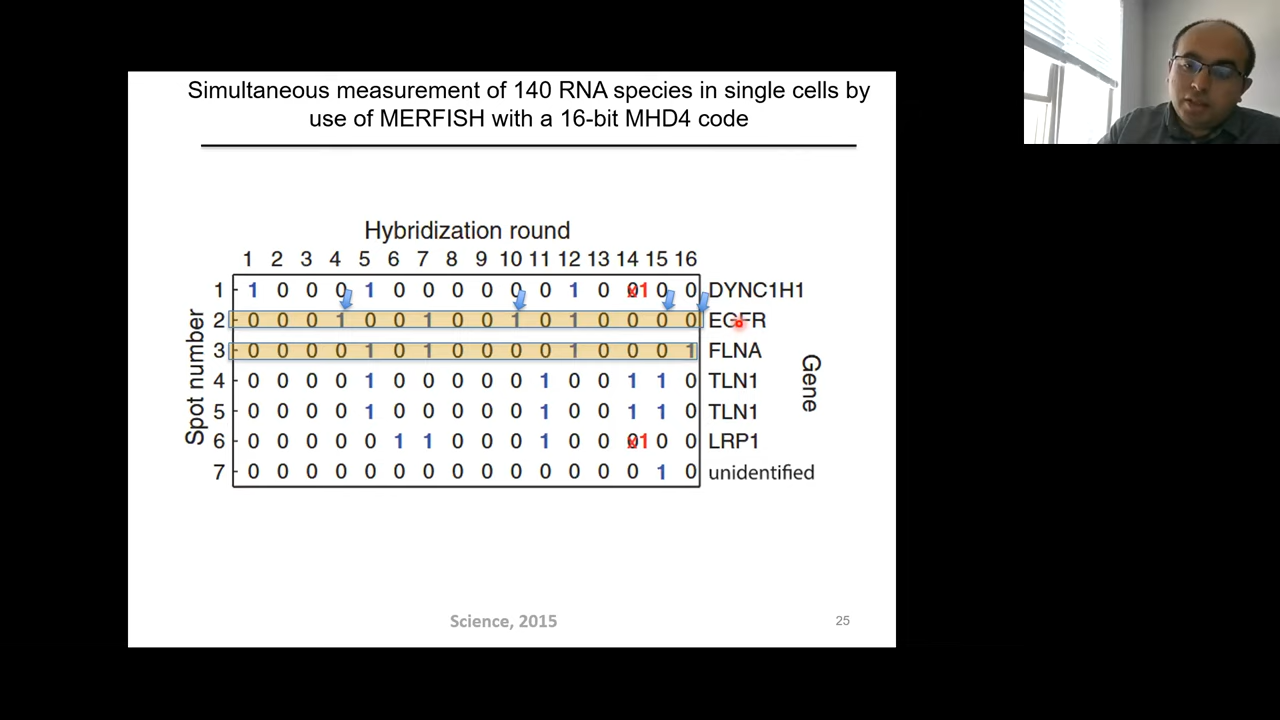 Simultaneous measurement of 140 RNA species in single cells by
use of MERFISH with a 16-bit MHD4 code
Hybridization round
1 2 3 4 5 6 7 8 9 10 11 12 13 14 15 16
Spot number
1 1 0 0 0 1 0 0 0 0 0 0 1 0 0x1 0 0 DYNC1H1
2 0 0 0 1 0 0 1 0 0 1 0 1 0 0 0 0 EGFR
3 0 0 0 0 1 0 1 0 0 0 0 1 0 0 0 1 FLNA
4 0 0 0 0 1 0 0 0 0 0 1 0 0 1 1 0 TLN1
5 0 0 0 0 1 0 0 0 0 0 1 0 0 1 1 0 TLN1
6 0 0 0 0 0 1 1 0 0 0 1 0 0 0x1 0 0 LRP1
7 0 0 0 0 0 0 0 0 0 0 0 0 0 0 1 0 unidentified
Gene
Science, 2015
25